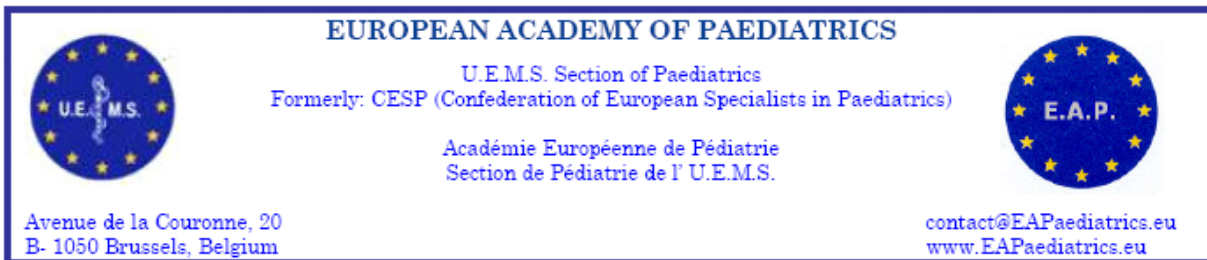 EUROPEAN ACADEMY OF PAEDIATRICS
U.E.M.S. Section of Paediatrics
Formerly: CESP (Confederation of European Specialists in Paediatrics)
U.E. M.S.
E.A.P.
Académie Européenne de Pédiatrie
Section de Pédiatrie de l' U.E.M.S.
Avenue de la Couronne, 20
B- 1050 Brussels, Belgium
contact@EAPaediatrics.eu
www.EAPaediatrics.eu